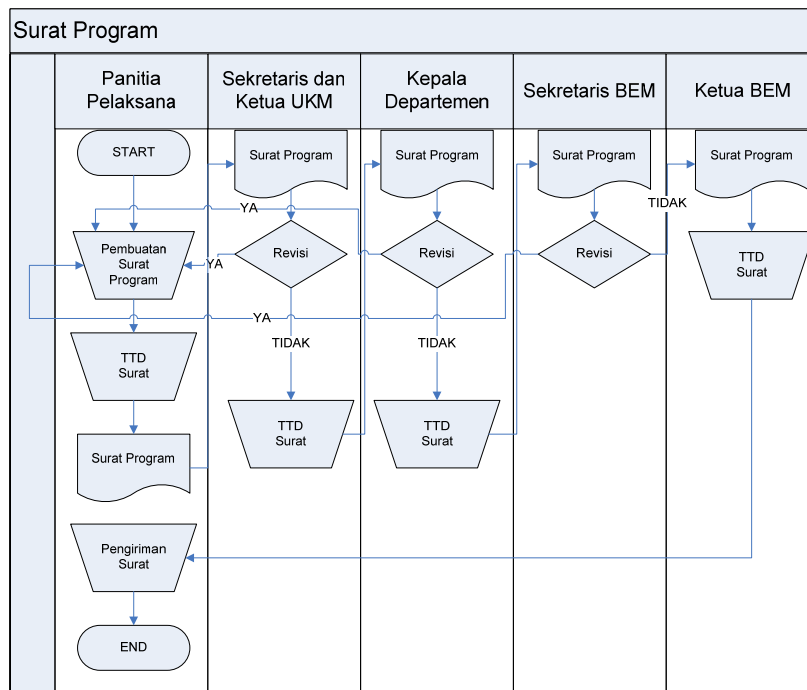 Surat Program
Panitia
Pelaksana
Sekretaris dan
Ketua UKM
Kepala
Departemen
Sekretaris BEM
Ketua BEM
START
Surat Program
Surat Program
Surat Program
Surat Program
YA
TIDAK
Pembuatan
Surat
Program
YA
Revisi
Revisi
Revisi
TTD
Surat
YA
TTD
Surat
TIDAK
TIDAK
TTD
Surat
TTD
Surat
Surat Program
Pengiriman
Surat
END